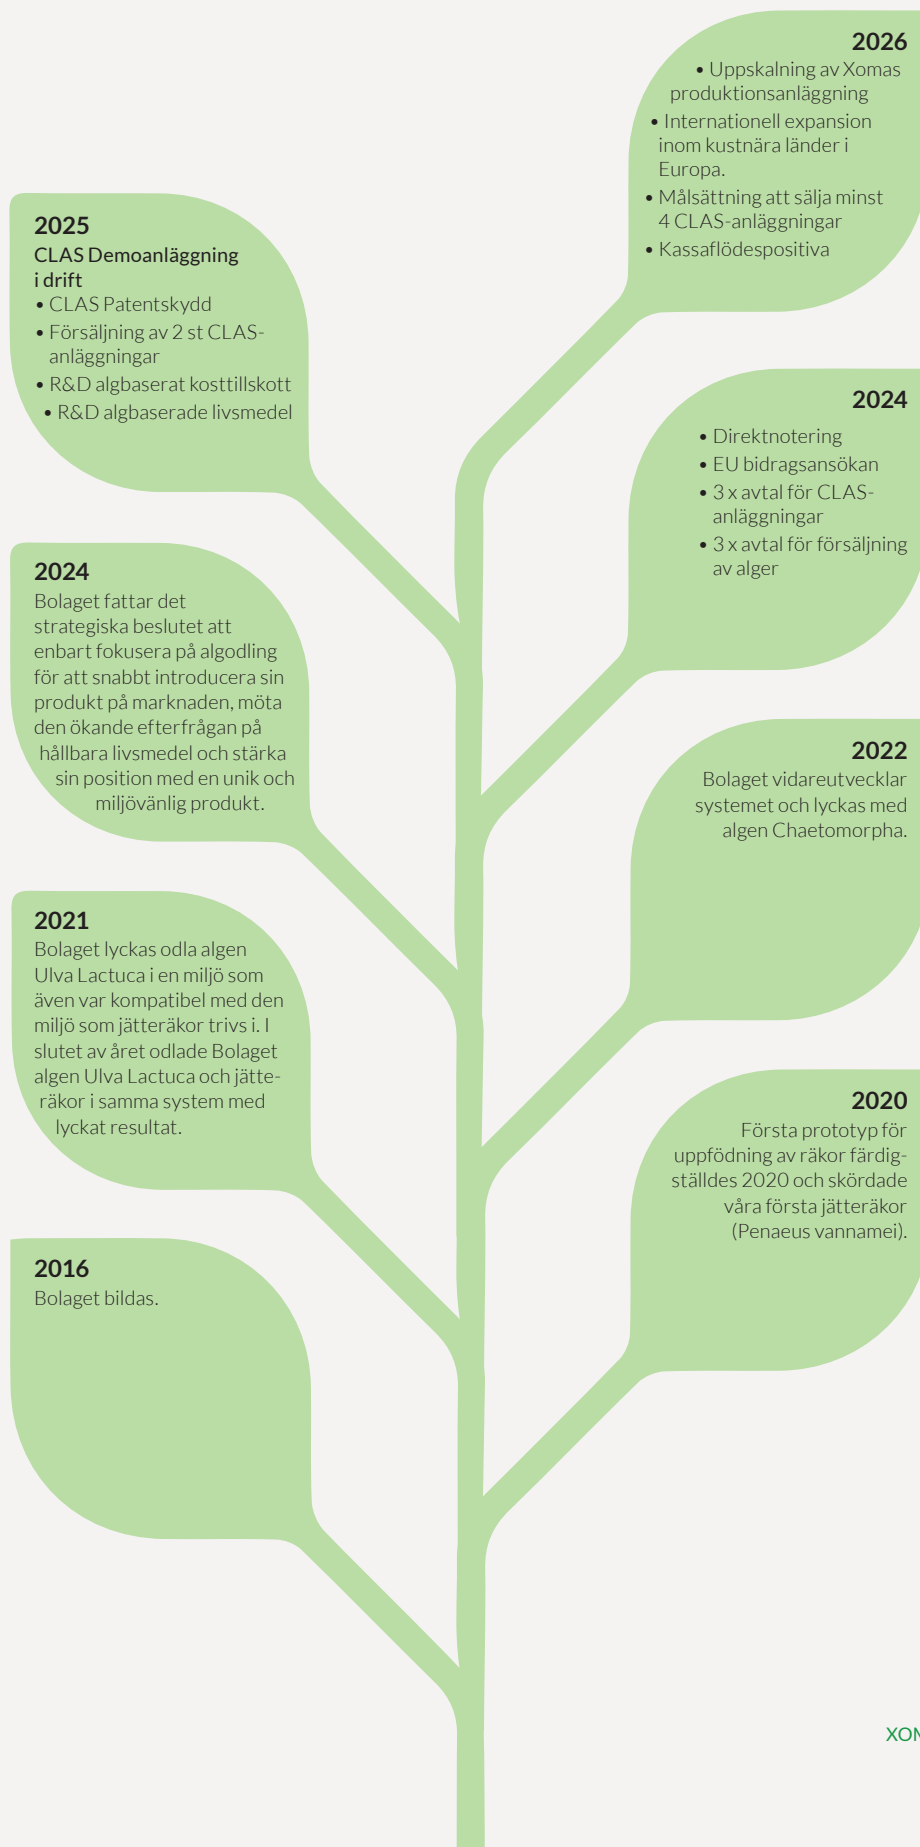 2026
• Uppskalning av Xomas
produktionsanläggning
• Internationell expansion
inom kustnära länder i
Europa.
• Målsättning att sälja minst
4 CLAS-anläggningar
• Kassaflödespositiva
2025
CLAS Demoanläggning
i drift
• CLAS Patentskydd
• Försäljning av 2 st CLAS-
anläggningar
• R&D algbaserat kosttillskott
• R&D algbaserade livsmedel
2024
• Direktnotering
• EU bidragsansökan
• 3 x avtal för CLAS-
anläggningar
• 3 x avtal för försäljning
av alger
2024
Bolaget fattar det
strategiska beslutet att
enbart fokusera på algodling
för att snabbt introducera sin
produkt på marknaden, möta
den ökande efterfrågan på
hållbara livsmedel och stärka
sin position med en unik och
miljövänlig produkt.
2022
Bolaget vidareutvecklar
systemet och lyckas med
algen Chaetomorpha.
2021
Bolaget lyckas odla algen
Ulva Lactuca i en miljö som
även var kompatibel med den
miljö som jätteräkor trivs i. I
slutet av året odlade Bolaget
algen Ulva Lactuca och jätte-
räkor i samma system med
lyckat resultat.
2020
Första prototyp för
uppfödning av räkor färdig-
ställdes 2020 och skördade
våra första jätteräkor
(Penaeus vannamei).
2016
Bolaget bildas.